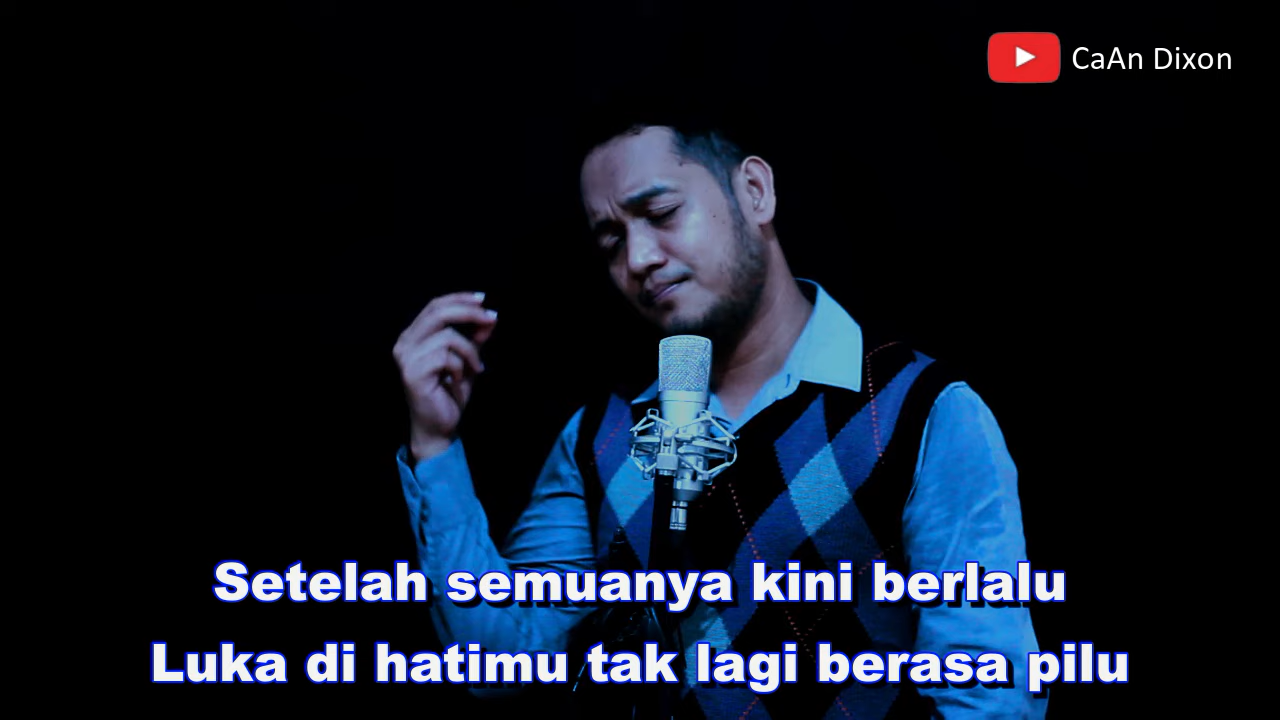 CaAn Dixon
Setelah semuanya kini berlalu
Luka di hatimu tak lagi berasa pilu